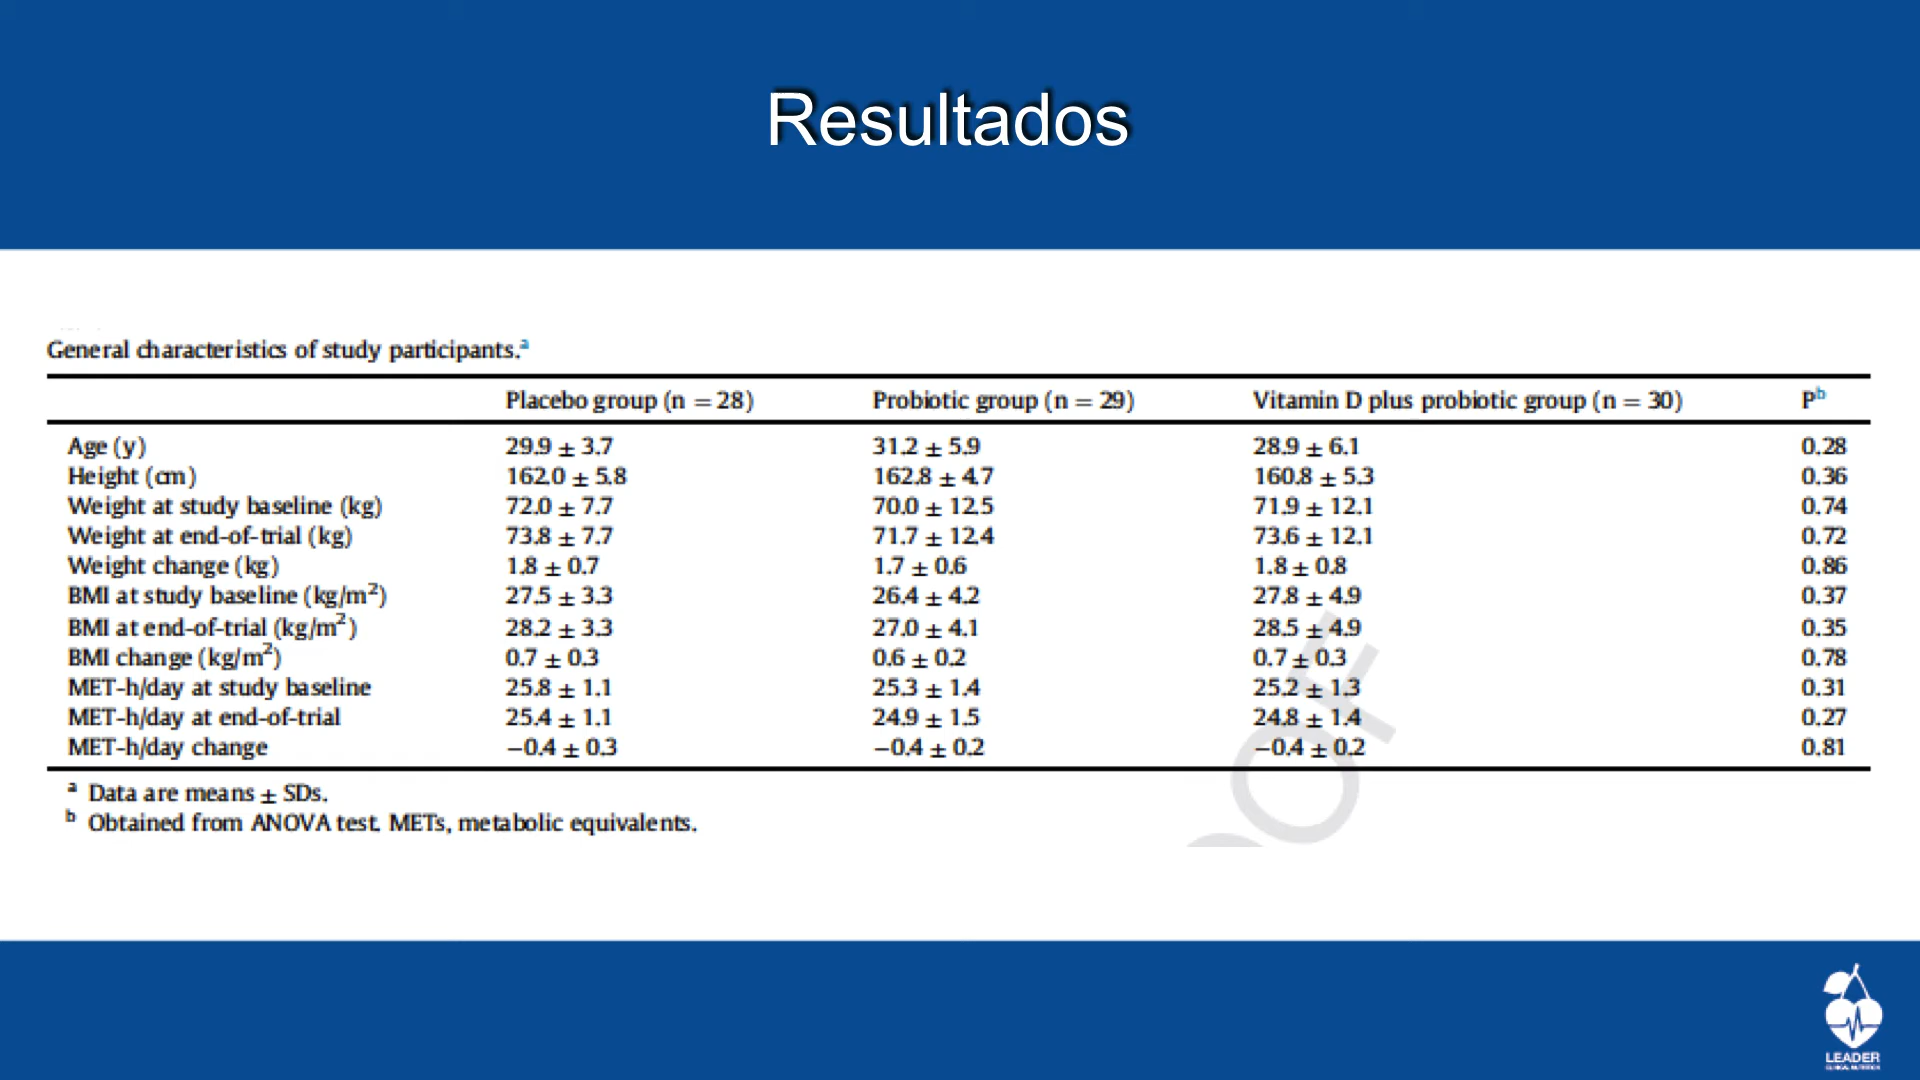 Resultados
General characteristics of study participants.a
Placebo group (n = 28) Probiotic group (n = 29) Vitamin D plus probiotic group (n = 30) Pb
Age (y) 29.9 ± 3.7 31.2 ± 5.9 28.9 ± 6.1 0.28
Height (cm) 162.0 ± 5.8 162.8 ± 4.7 160.8 ± 5.3 0.36
Weight at study baseline (kg) 72.0 ± 7.7 70.0 ± 12.5 71.9 ± 12.1 0.74
Weight at end-of-trial (kg) 73.8 ± 7.7 71.7 ± 12.4 73.6 ± 12.1 0.72
Weight change (kg) 1.8 ± 0.7 1.7 ± 0.6 1.8 ± 0.8 0.86
BMI at study baseline (kg/m²) 27.5 ± 3.3 26.4 ± 4.2 27.8 ± 4.9 0.37
BMI at end-of-trial (kg/m²) 28.2 ± 3.3 27.0 ± 4.1 28.5 ± 4.9 0.35
BMI change (kg/m²) 0.7 ± 0.3 0.6 ± 0.2 0.7 ± 0.3 0.78
MET-h/day at study baseline 25.8 ± 1.1 25.3 ± 1.4 25.2 ± 1.3 0.31
MET-h/day at end-of-trial 25.4 ± 1.1 24.9 ± 1.5 24.8 ± 1.4 0.27
MET-h/day change −0.4 ± 0.3 −0.4 ± 0.2 −0.4 ± 0.2 0.81
a Data are means ± SDs.
b Obtained from ANOVA test. METs, metabolic equivalents.
OF
LEADER
CLINICAL NUTRITION